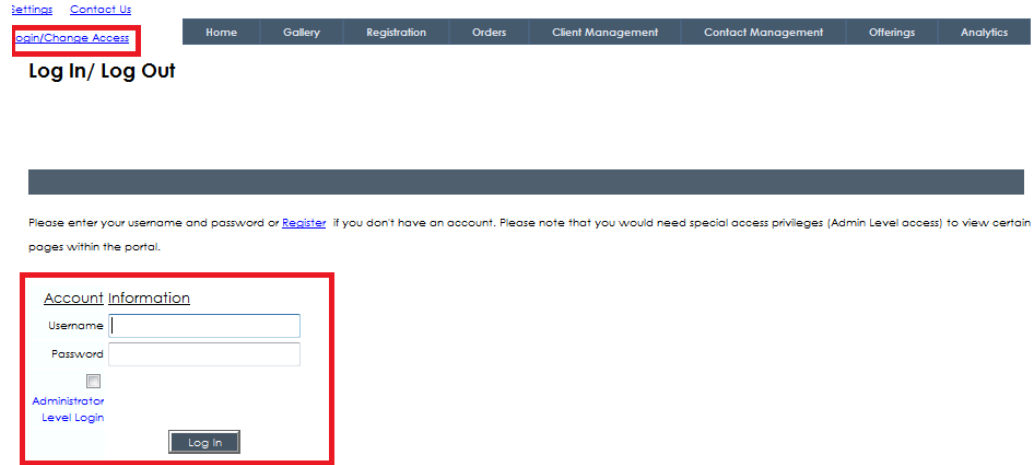 Settings Contact Us
Login/Change Access
Home Gallery Registration Orders Client Management Contact Management Offerings Analytics
Log In/ Log Out
Please enter your username and password or Register if you don't have an account. Please note that you would need special access privileges (Admin Level access) to view certain
pages within the portal.
Account Information
Username
Password
Administrator
Level Login
Log In